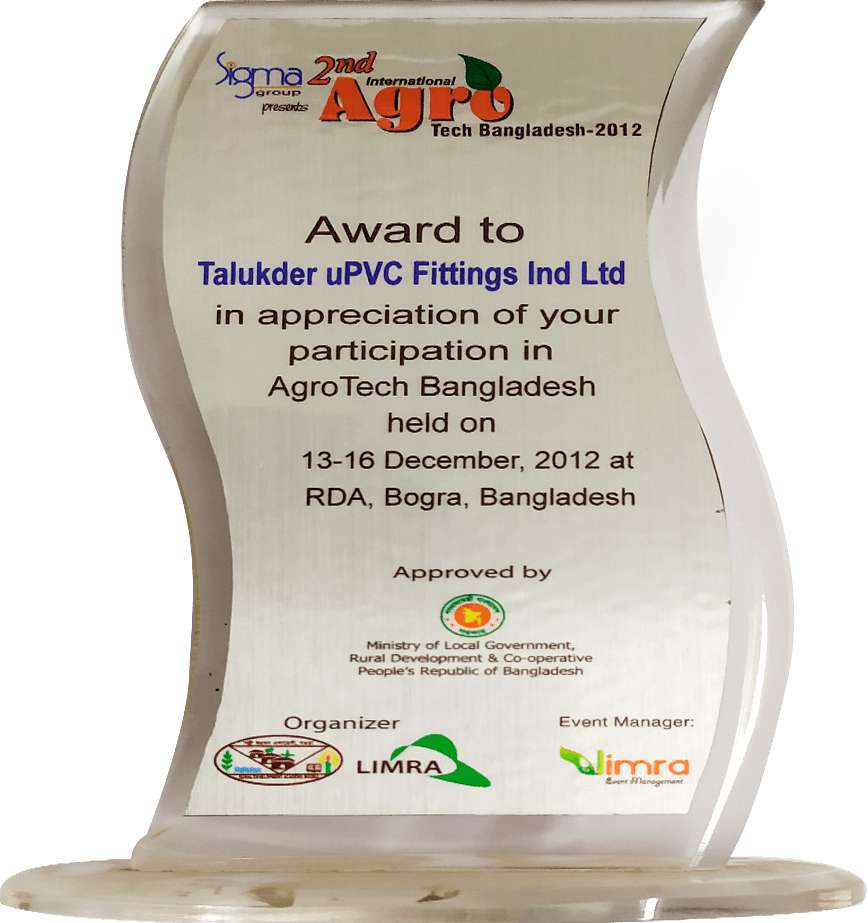 Sigma
group
presents
2nd
International
Agro
Tech Bangladesh-2012
Award to
Talukder uPVC Fittings Ind Ltd
in appreciation of your
participation in
AgroTech Bangladesh
held on
13-16 December, 2012 at
RDA, Bogra, Bangladesh
Approved by
Ministry of Local Government,
Rural Development & Co-operative
People's Republic of Bangladesh
Organizer
LIMRA
Event Manager:
limra
Event Management